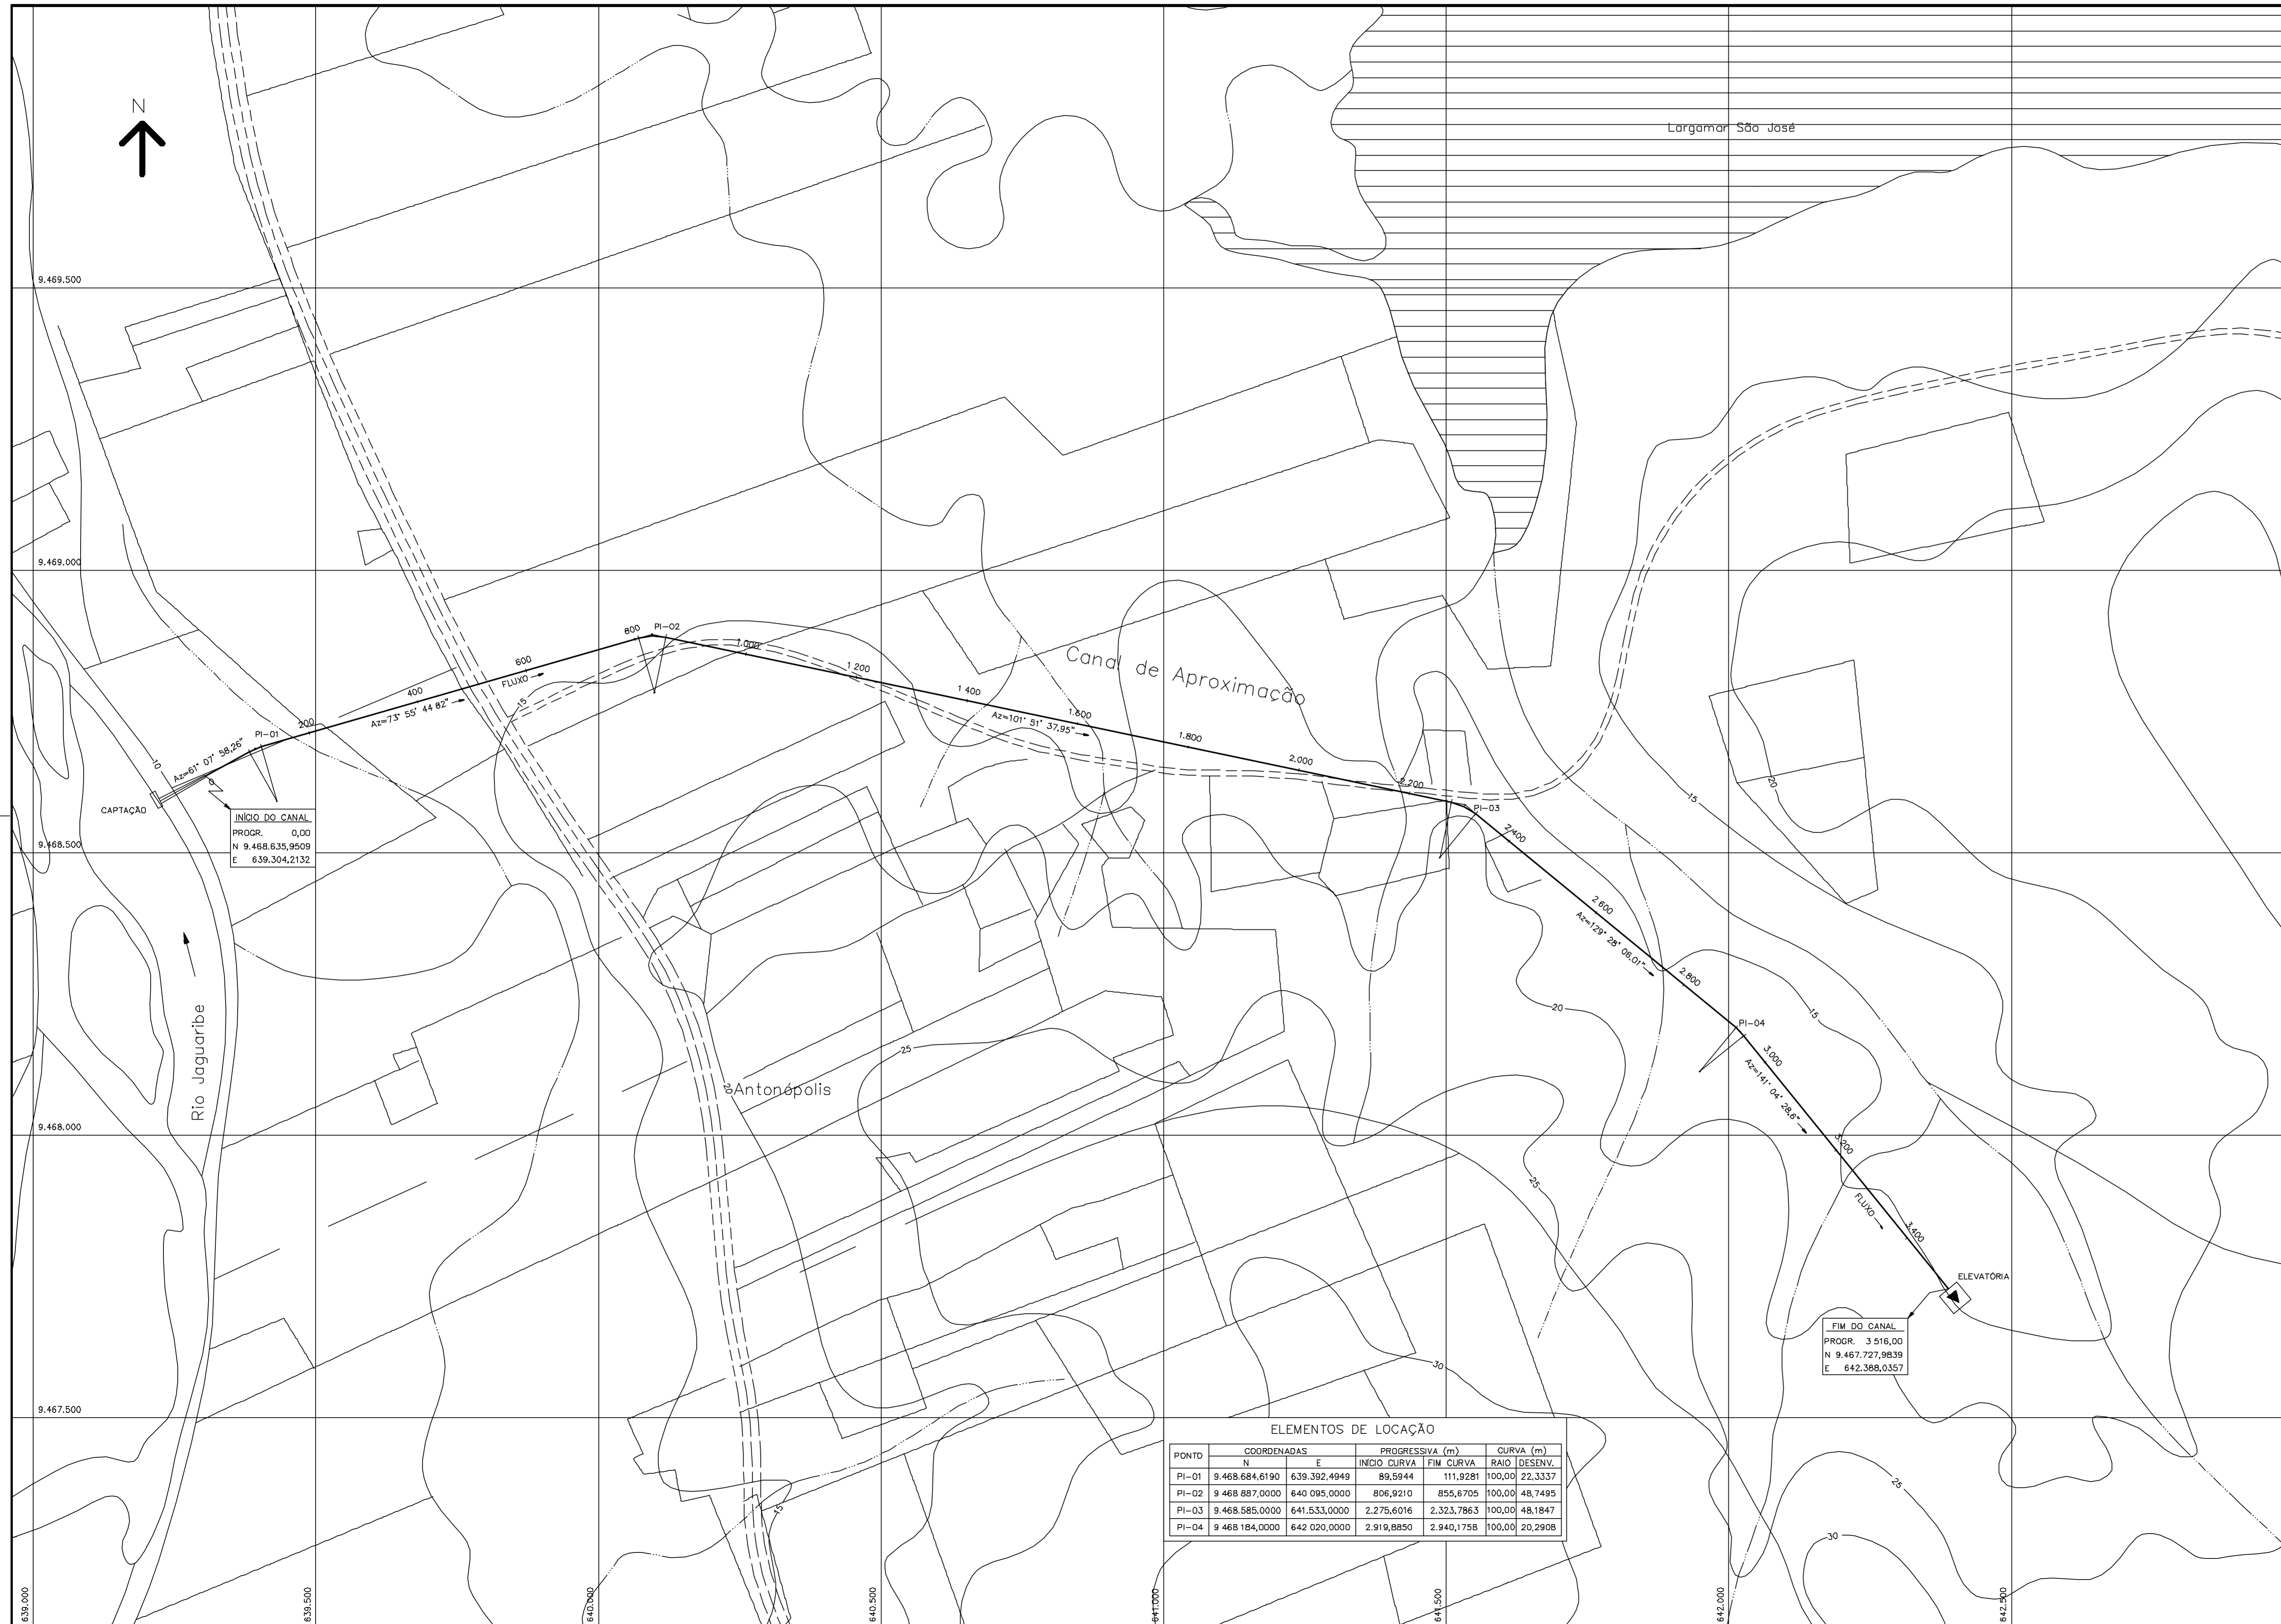 N
Largamar São José
9.469.500
9.469.000
800
PI-02
1.000
600
FLUXO
1 200
Canal de Aproximação
400
Az=73° 55' 44 82"
15
1 400
1.600
Az=101° 51' 37,95"
200
PI-01
1.800
Az=61° 07' 58,26"
10
2.000
2.200
20
15
CAPTAÇÃO
0
PI-03
INÍCIO DO CANAL
PROGR. 0,00
N 9.468.635,9509
E 639.304,2132
2.400
9.468.500
2 600
Az=129° 28' 06,01"
2.800
20
15
PI-04
Rio Jaguaribe
25
3.000
Az=141° 04' 28,6"
20
Antonópolis
9.468.000
3.200
25
FLUXO
3.400
ELEVATÓRIA
FIM DO CANAL
PROGR. 3 516,00
N 9.467.727,9839
E 642.388,0357
30
9.467.500
ELEMENTOS DE LOCAÇÃO
PONTO COORDENADAS PROGRESSIVA (m) CURVA (m)
N E INÍCIO CURVA FIM CURVA RAIO DESENV.
PI-01 9.468.684,6190 639.392,4949 89,5944 111,9281 100,00 22,3337
PI-02 9 468 887,0000 640 095,0000 806,9210 855,6705 100,00 48,7495
PI-03 9.468.585,0000 641.533,0000 2.275,6016 2.323,7863 100,00 48,1847
PI-04 9 468 184,0000 642 020,0000 2.919,8850 2.940,1758 100,00 20,2908
25
15
30
639.000
639.500
640.000
640.500
641.000
641.500
642.000
642.500